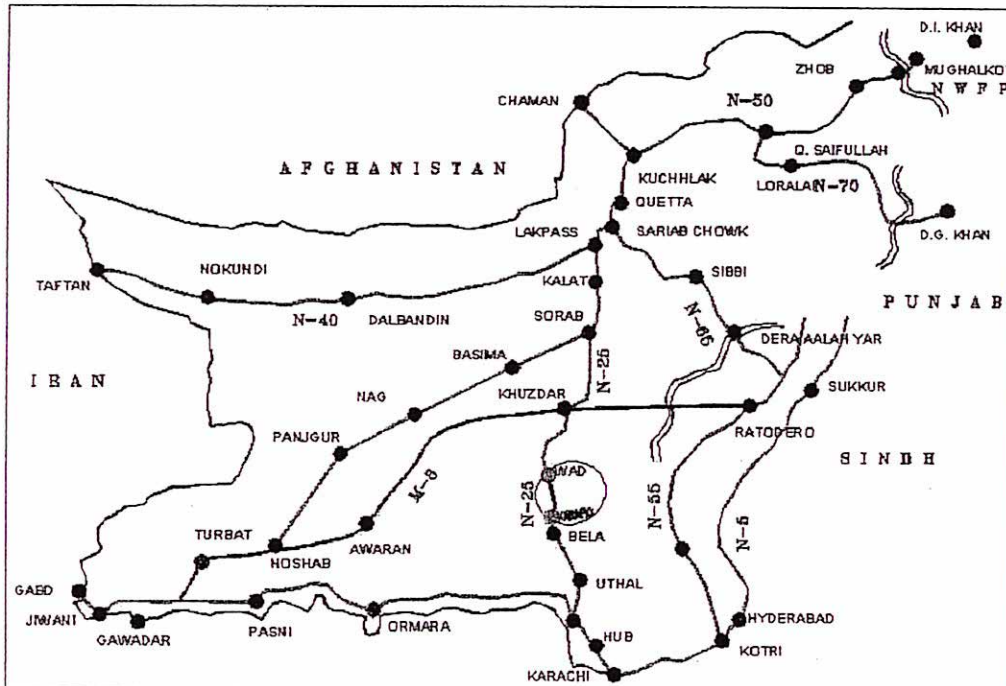 D.I. KHAN
ZHOB
MUGHALKO
NWFP
CHAMAN
N-50
Q. SAIFULLAH
AFGHANISTAN
KUCHHLAK
LORALAI
N-70
QUETTA
LAKPASS
SARIAB CHOWK
D.G. KHAN
TAFTAN
NOKUNDI
KALAT
SIBBI
PUNJAB
N-40
DALBANDIN
SORAB
N-65
DERA AALAH YAR
BASIMA
N-25
IRAN
NAG
KHUZDAR
SUKKUR
PANJGUR
RATODERO
SINDH
M-8
WAD
N-25
N-55
N-5
TURBAT
HOSHAB
AWARAN
BELA
GABD
UTHAL
JIWANI
GAWADAR
PASNI
ORMARA
HUB
HYDERABAD
KARACHI
KOTRI